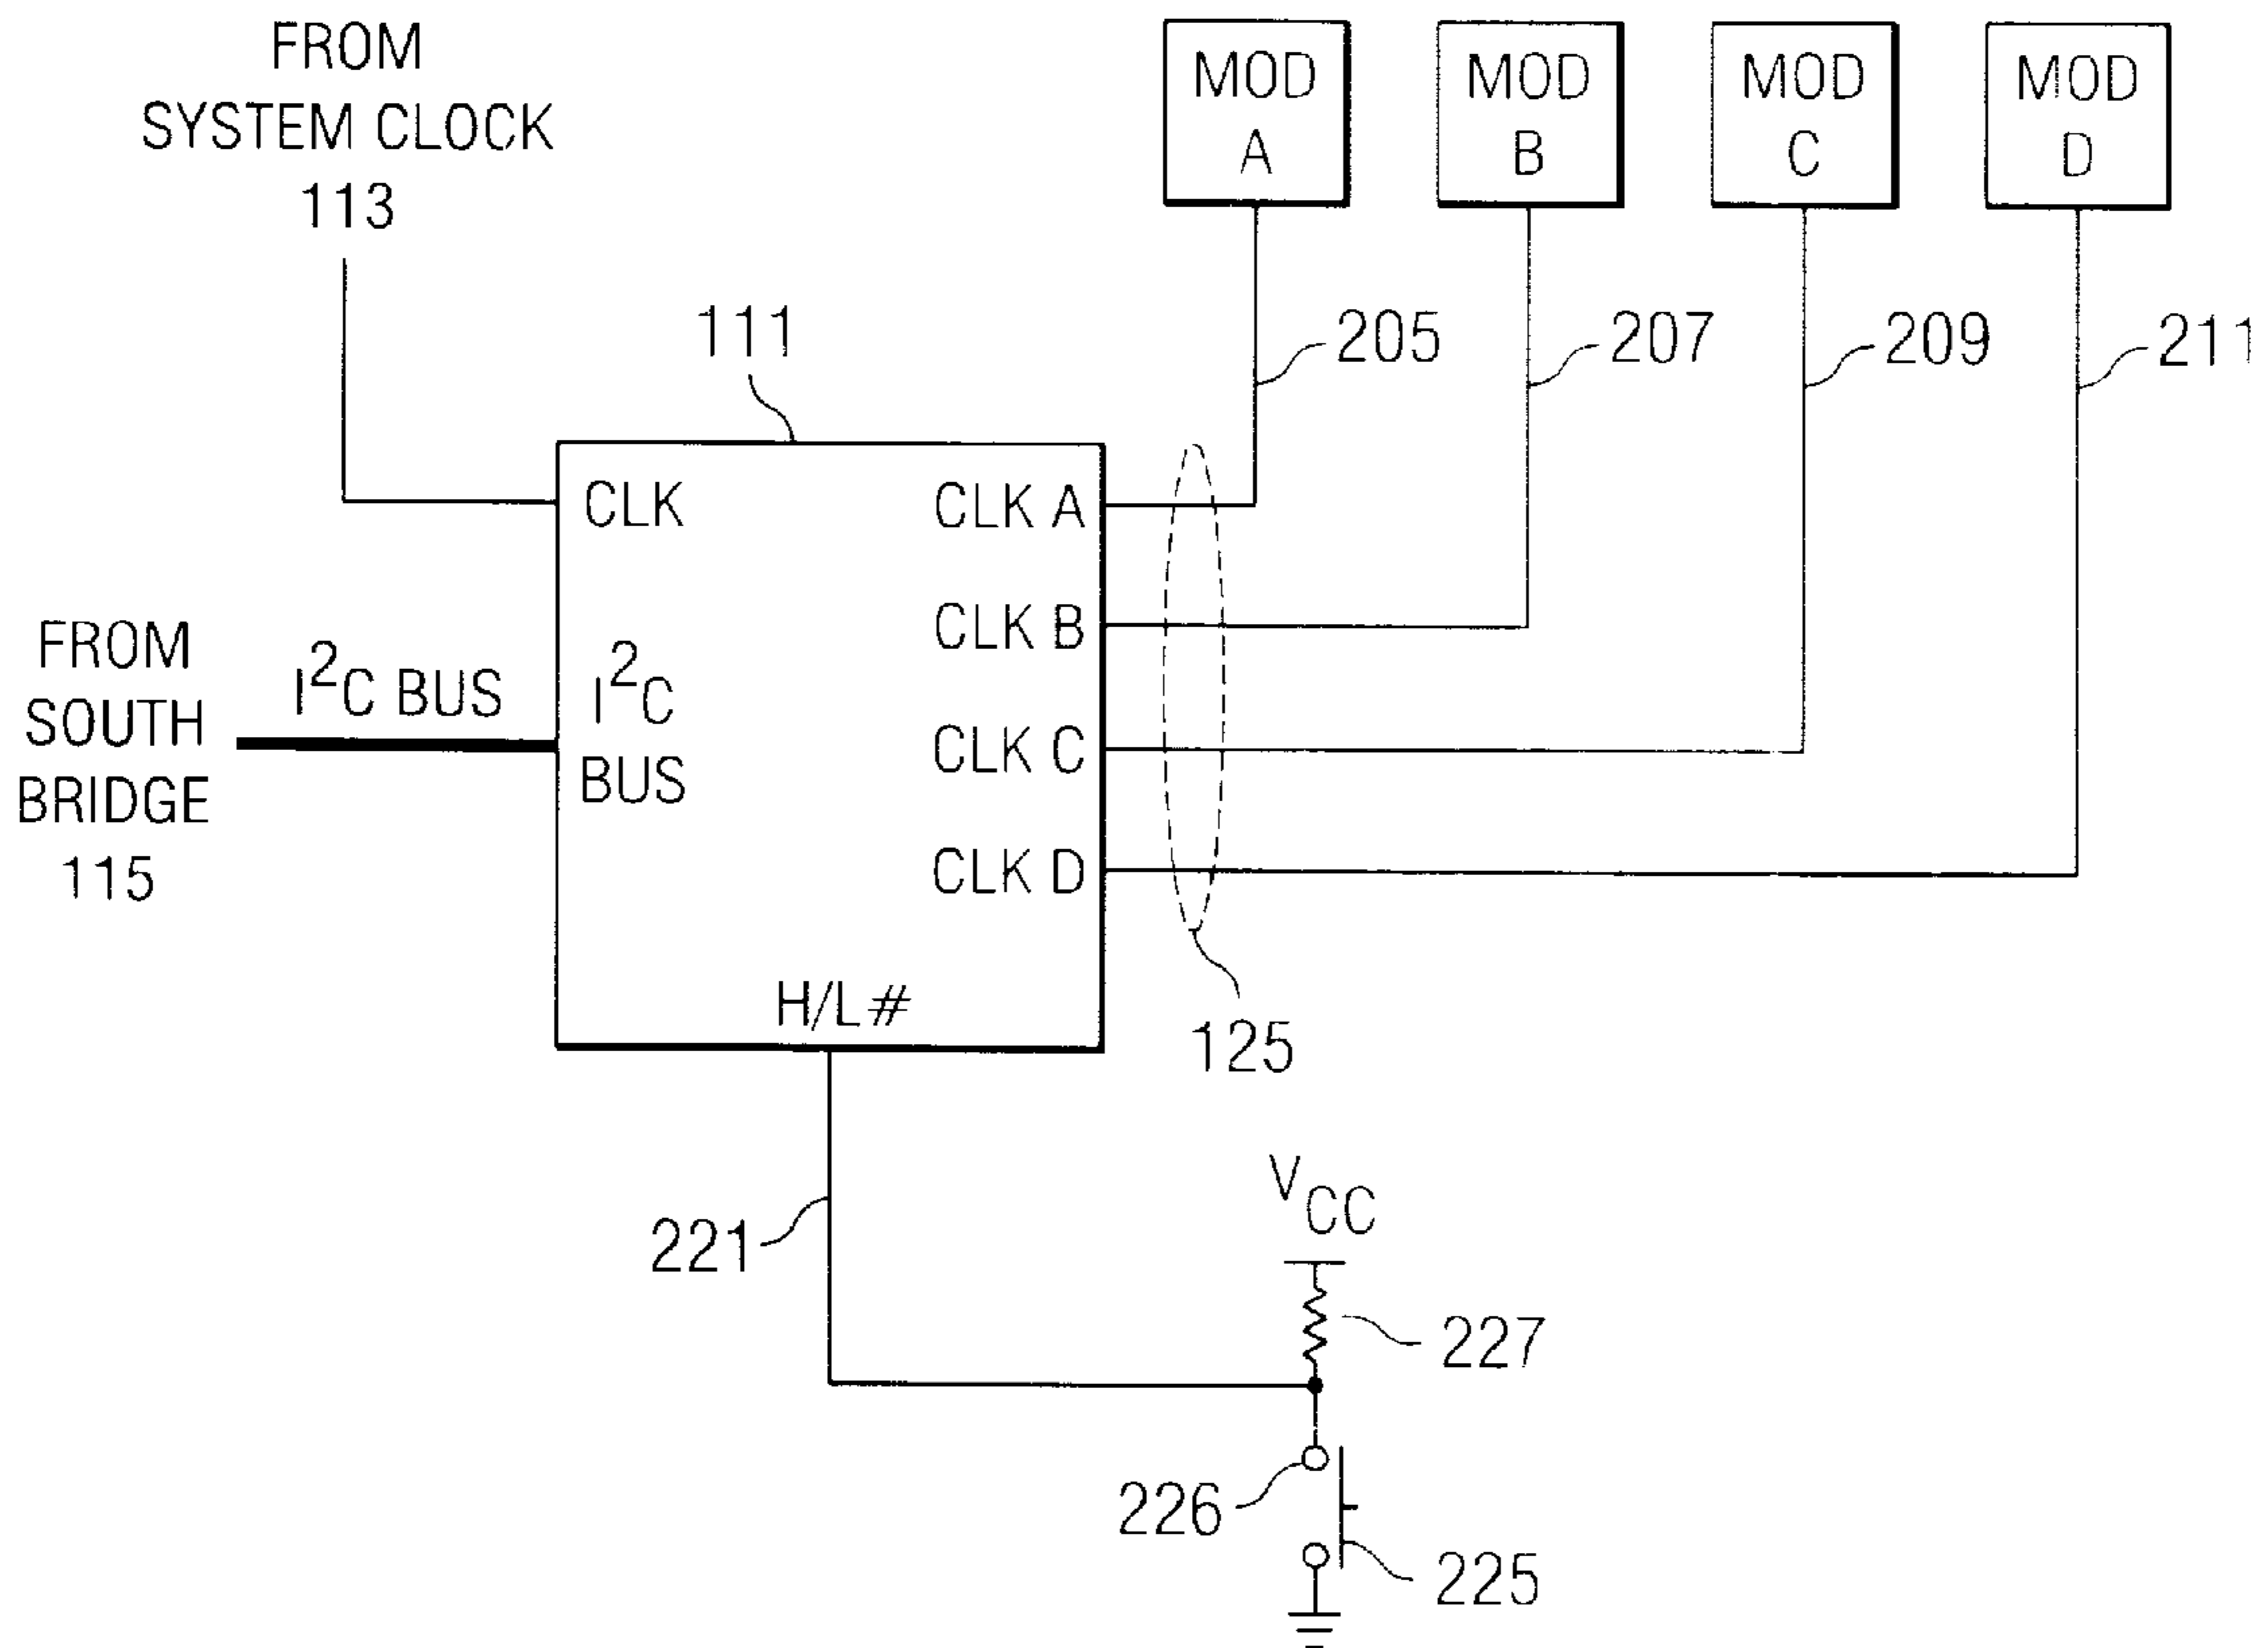 FROM
SYSTEM CLOCK
113
MOD
A
MOD
B
MOD
C
MOD
D
111
205
207
209
211
CLK
CLK A
CLK B
FROM
SOUTH
BRIDGE
115
I²C BUS
I²C
BUS
CLK C
CLK D
H/L#
125
221
VCC
227
226
225